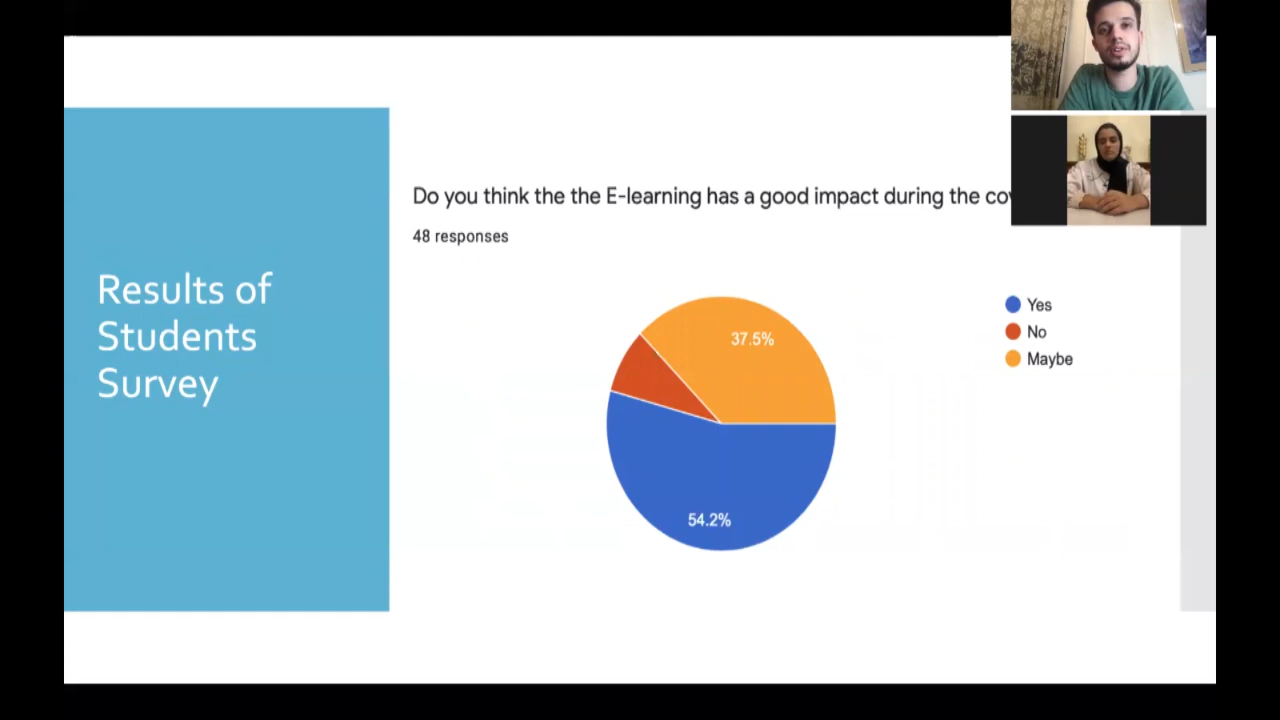 Results of
Students
Survey
Do you think the the E-learning has a good impact during the
48 responses
37.5%
54.2%
Yes
No
Maybe